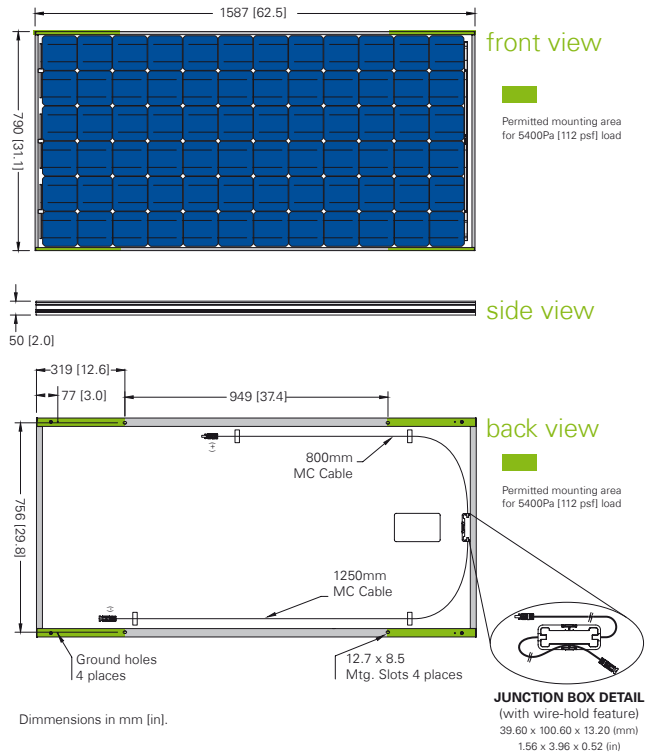 1587 [62.5]
front view
790 [31.1]
Permitted mounting area
for 5400Pa [112 psf] load
side view
50 [2.0]
319 [12.6]
77 [3.0]
949 [37.4]
back view
(+)
800mm
MC Cable
Permitted mounting area
for 5400Pa [112 psf] load
756 [29.8]
1250mm
MC Cable
(-)
Ground holes
4 places
12.7 x 8.5
Mtg. Slots 4 places
JUNCTION BOX DETAIL
(with wire-hold feature)
39.60 x 100.60 x 13.20 (mm)
1.56 x 3.96 x 0.52 (in)
Dimmensions in mm [in].